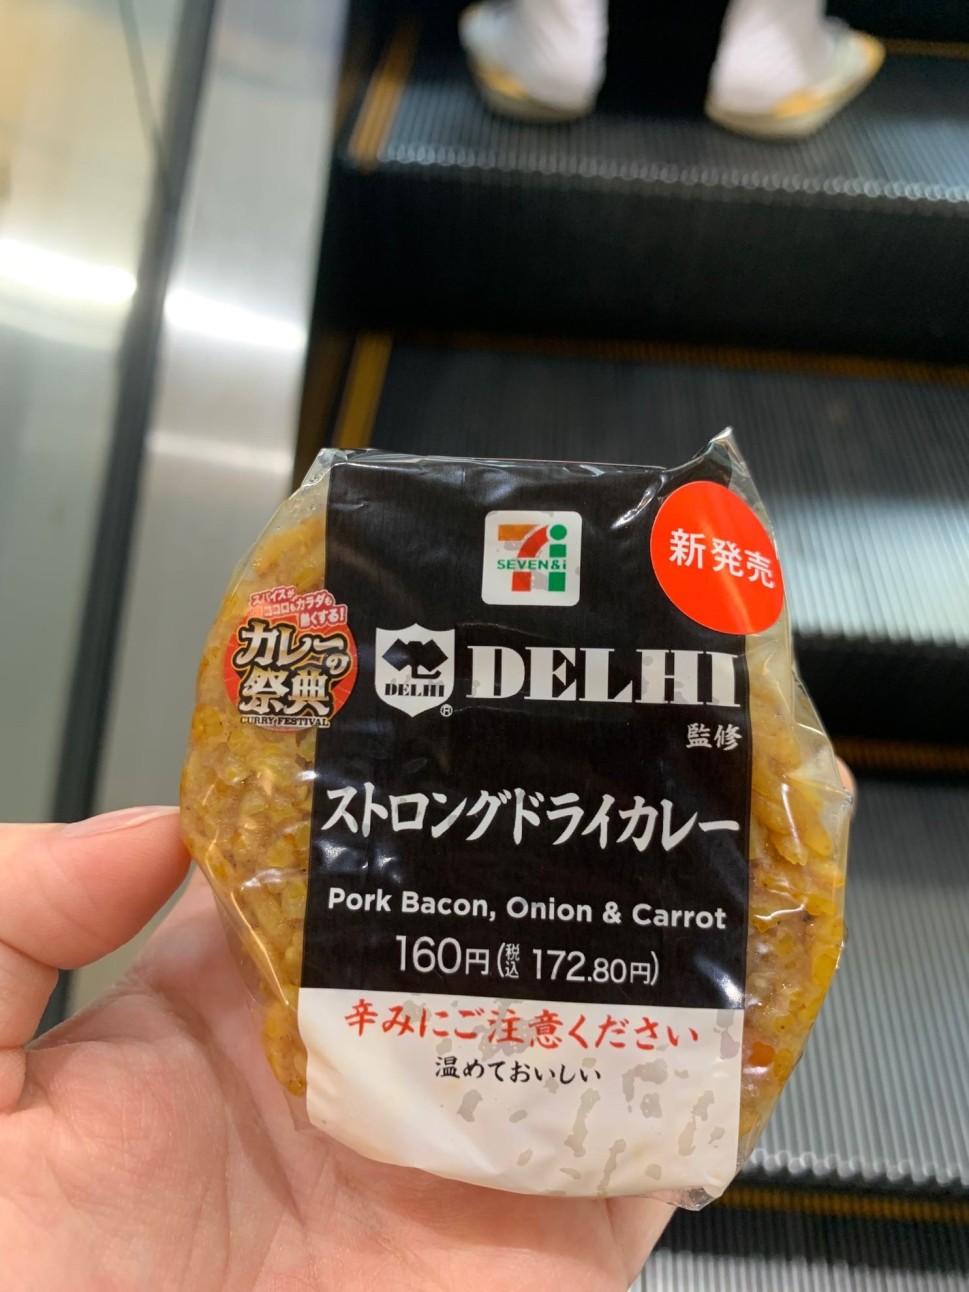 SEVEN&i
新発売
スパイスが
ココロもカラダも
熱くする!
カレーの
祭典
CURRY FESTIVAL
DELHI
®
DELHI
監修
ストロングドライカレー
Pork Bacon, Onion & Carrot
160円(税込 172.80円)
辛みにご注意ください
温めておいしい